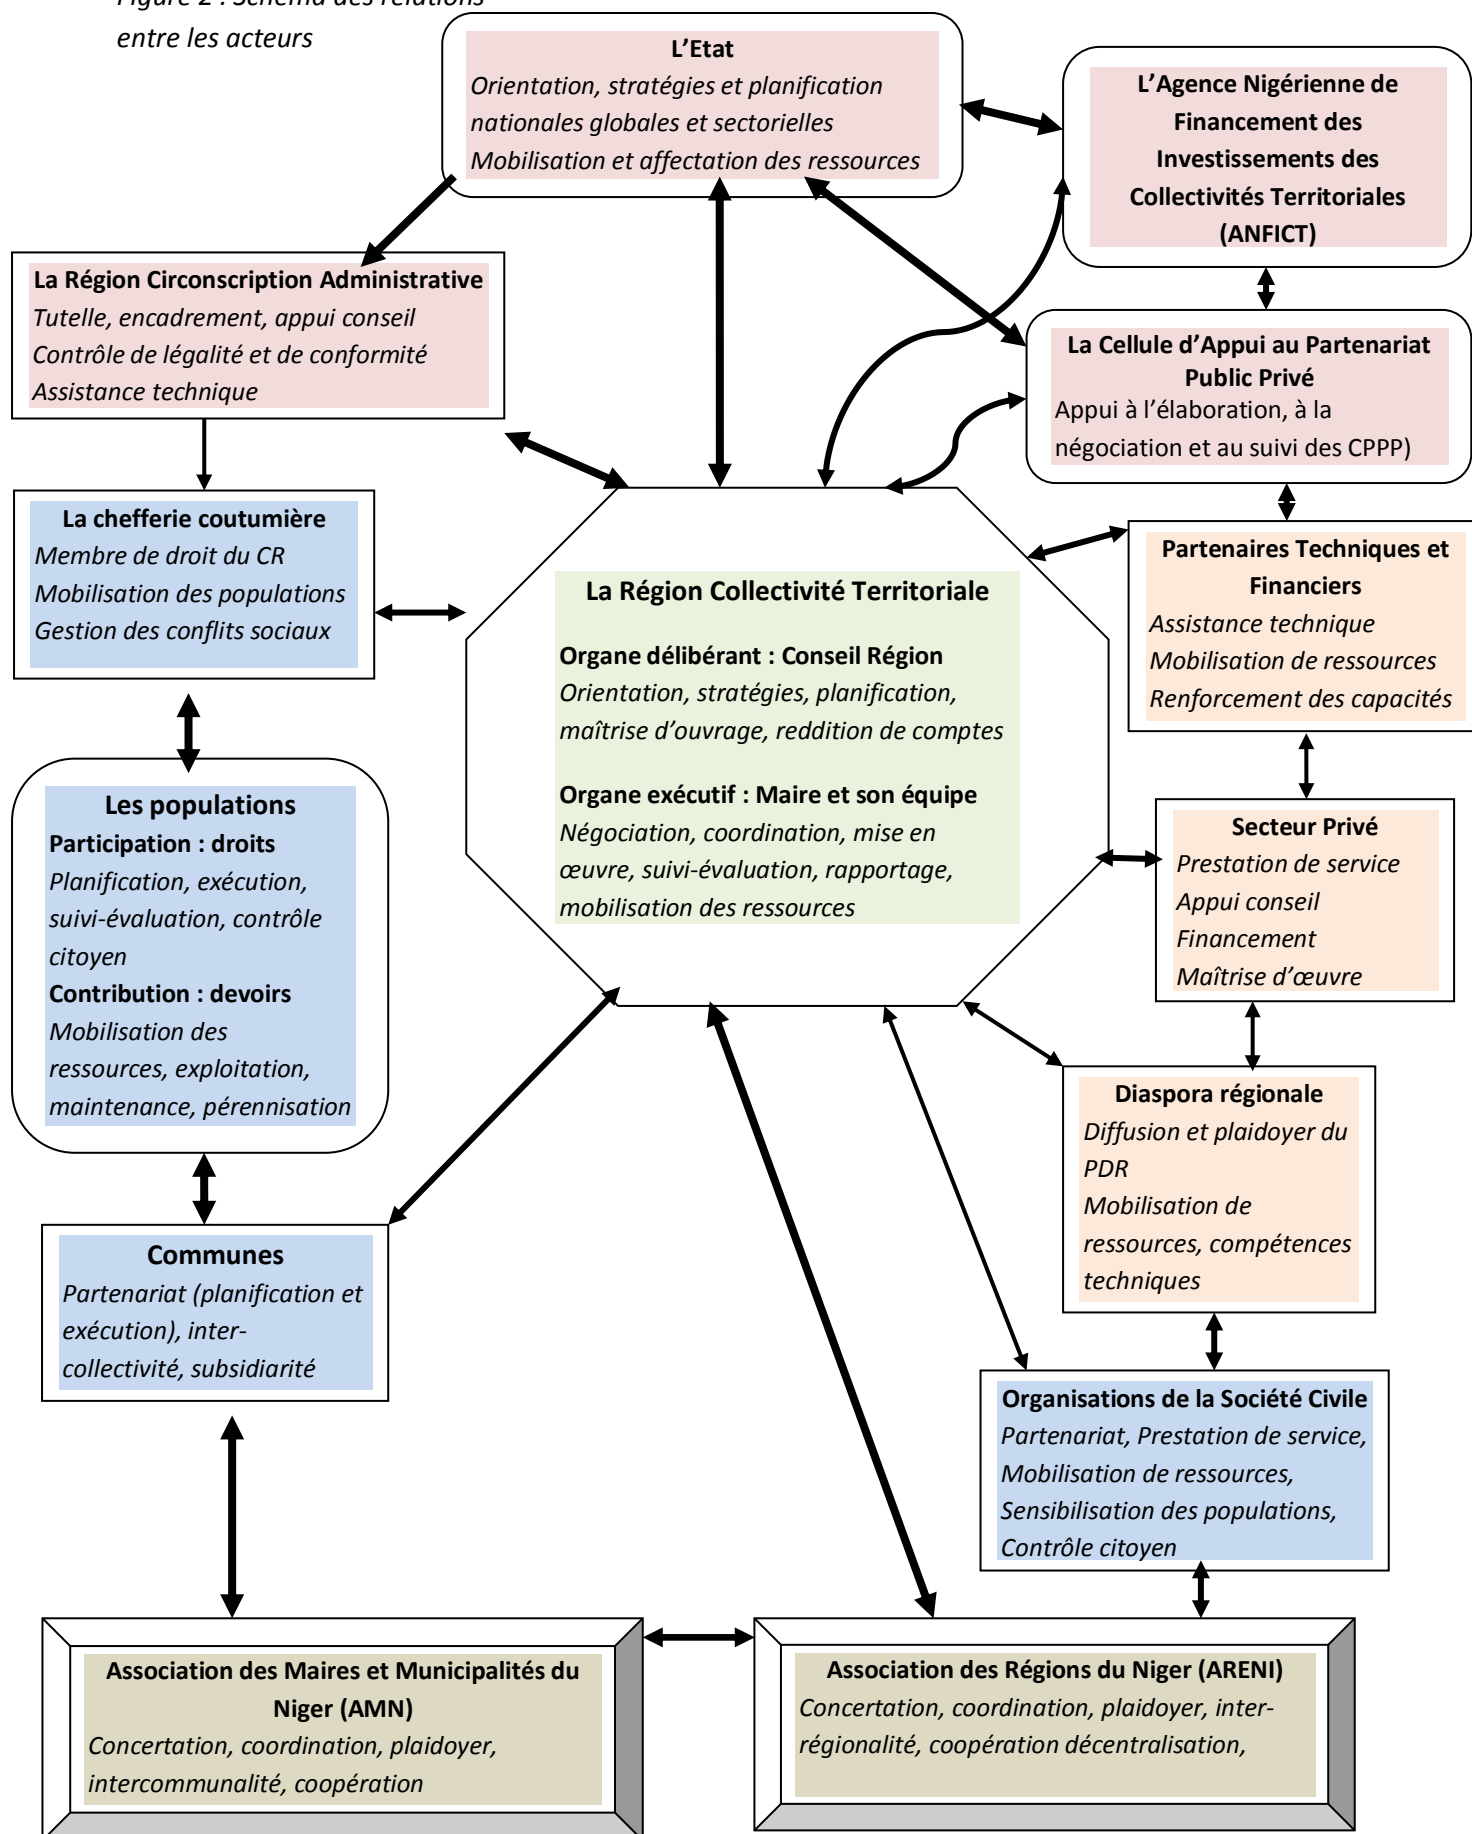 Figure 2 : Schéma des relations
entre les acteurs
L’Etat
Orientation, stratégies et planification
nationales globales et sectorielles
Mobilisation et affectation des ressources
L’Agence Nigérienne de
Financement des
Investissements des
Collectivités Territoriales
(ANFICT)
La Région Circonscription Administrative
Tutelle, encadrement, appui conseil
Contrôle de légalité et de conformité
Assistance technique
La Cellule d’Appui au Partenariat
Public Privé
Appui à l’élaboration, à la
négociation et au suivi des CPPP)
La chefferie coutumière
Membre de droit du CR
Mobilisation des populations
Gestion des conflits sociaux
La Région Collectivité Territoriale
Organe délibérant : Conseil Région
Orientation, stratégies, planification,
maîtrise d’ouvrage, reddition de comptes
Organe exécutif : Maire et son équipe
Négociation, coordination, mise en
œuvre, suivi-évaluation, rapportage,
mobilisation des ressources
Partenaires Techniques et
Financiers
Assistance technique
Mobilisation de ressources
Renforcement des capacités
Les populations
Participation : droits
Planification, exécution,
suivi-évaluation, contrôle
citoyen
Contribution : devoirs
Mobilisation des
ressources, exploitation,
maintenance, pérennisation
Secteur Privé
Prestation de service
Appui conseil
Financement
Maîtrise d’œuvre
Diaspora régionale
Diffusion et plaidoyer du
PDR
Mobilisation de
ressources, compétences
techniques
Communes
Partenariat (planification et
exécution), inter-
collectivité, subsidiarité
Organisations de la Société Civile
Partenariat, Prestation de service,
Mobilisation de ressources,
Sensibilisation des populations,
Contrôle citoyen
Association des Maires et Municipalités du
Niger (AMN)
Concertation, coordination, plaidoyer,
intercommunalité, coopération
Association des Régions du Niger (ARENI)
Concertation, coordination, plaidoyer, inter-
régionalité, coopération décentralisation,